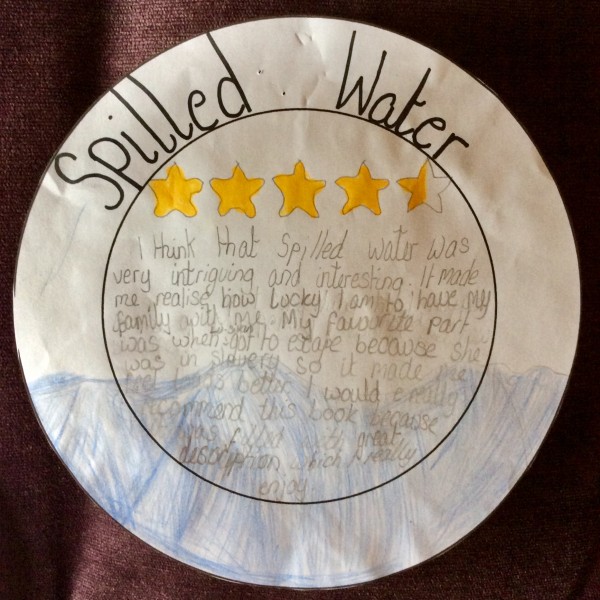 Spilled Water
I think that Spilled Water was
very intriguing and interesting. It made
me realise how lucky I am to have my
family with me. My favourite part
was when got to escape because she
was in slavery so it made me
feel better I would really
recommend this book because
was filled with great
description which I really
enjoy